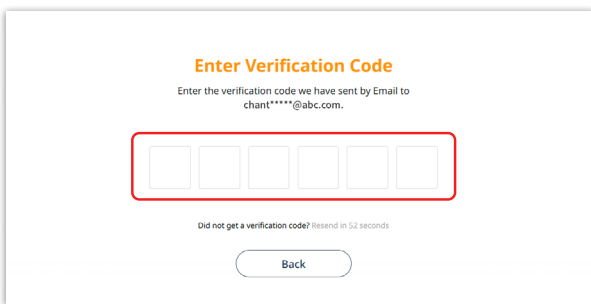 Enter Verification Code
Enter the verification code we have sent by Email to
chant*****@abc.com.
Did not get a verification code? Resend in 52 seconds
Back